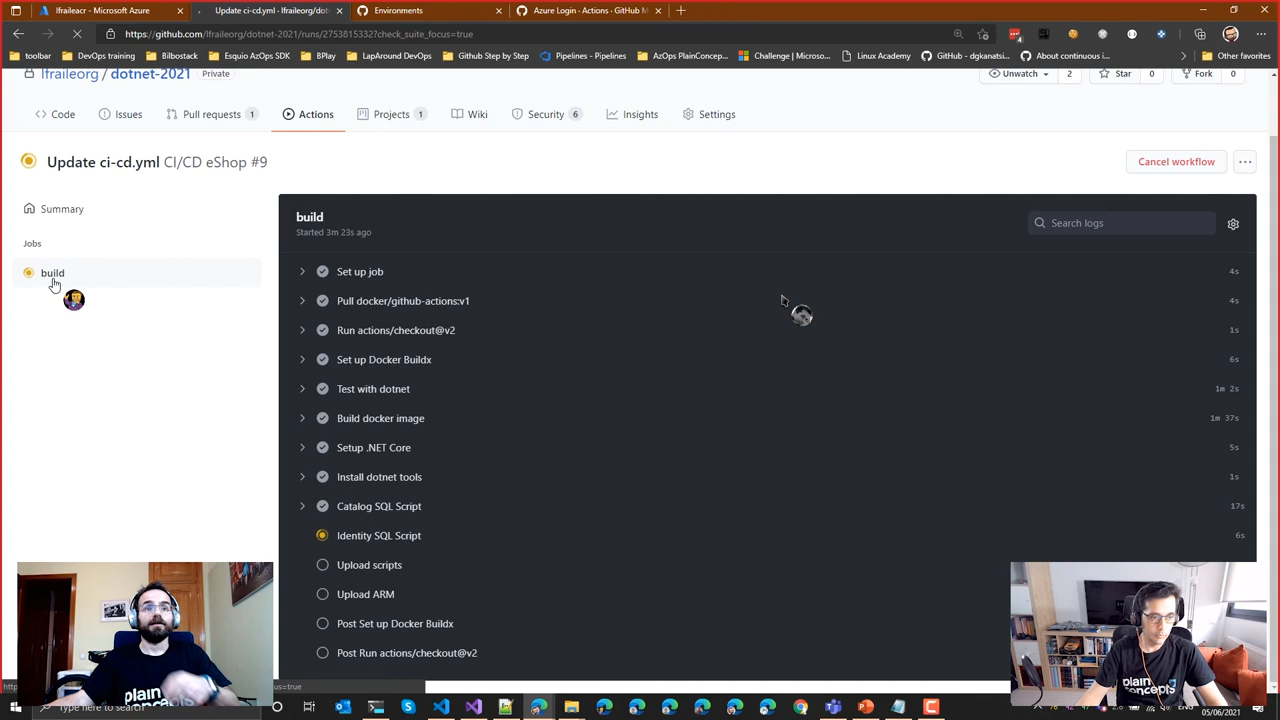 lfraileacr - Microsoft Azure
Update ci-cd.yml · lfraileorg/dot
Environments
Azure Login · Actions · GitHub M
https://github.com/lfraileorg/dotnet-2021/runs/2753815332?check_suite_focus=true
toolbar
DevOps training
Bilbostack
Esquio AzOps SDK
BPlay
LapAround DevOps
Github Step by Step
Pipelines - Pipelines
AzOps PlainConcep...
Challenge | Microso...
Linux Academy
GitHub - dgkanatsi...
About continuous i...
Other favorites
lfraileorg / dotnet-2021
Private
Unwatch
2
Star
0
Fork
0
Code
Issues
Pull requests
1
Actions
Projects
1
Wiki
Security
6
Insights
Settings
Update ci-cd.yml CI/CD eShop #9
Cancel workflow
Summary
Jobs
build
build
Started 3m 23s ago
Search logs
Set up job
4s
Pull docker/github-actions:v1
4s
Run actions/checkout@v2
1s
Set up Docker Buildx
6s
Test with dotnet
1m 2s
Build docker image
1m 37s
Setup .NET Core
5s
Install dotnet tools
1s
Catalog SQL Script
17s
Identity SQL Script
6s
Upload scripts
Upload ARM
Post Set up Docker Buildx
Post Run actions/checkout@v2
plain
concepts
plain
concepts
Type here to search
05/06/2021